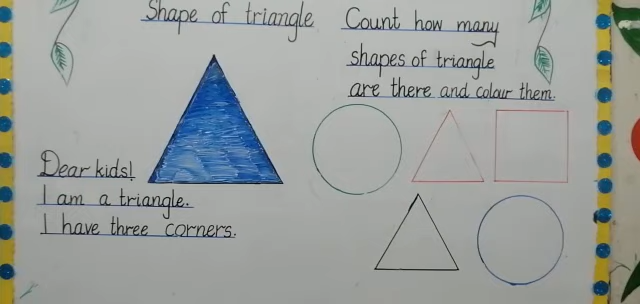 Shape of triangle
Dear kids!
I am a triangle.
I have three corners.
Count how many
shapes of triangle
are there and colour them.